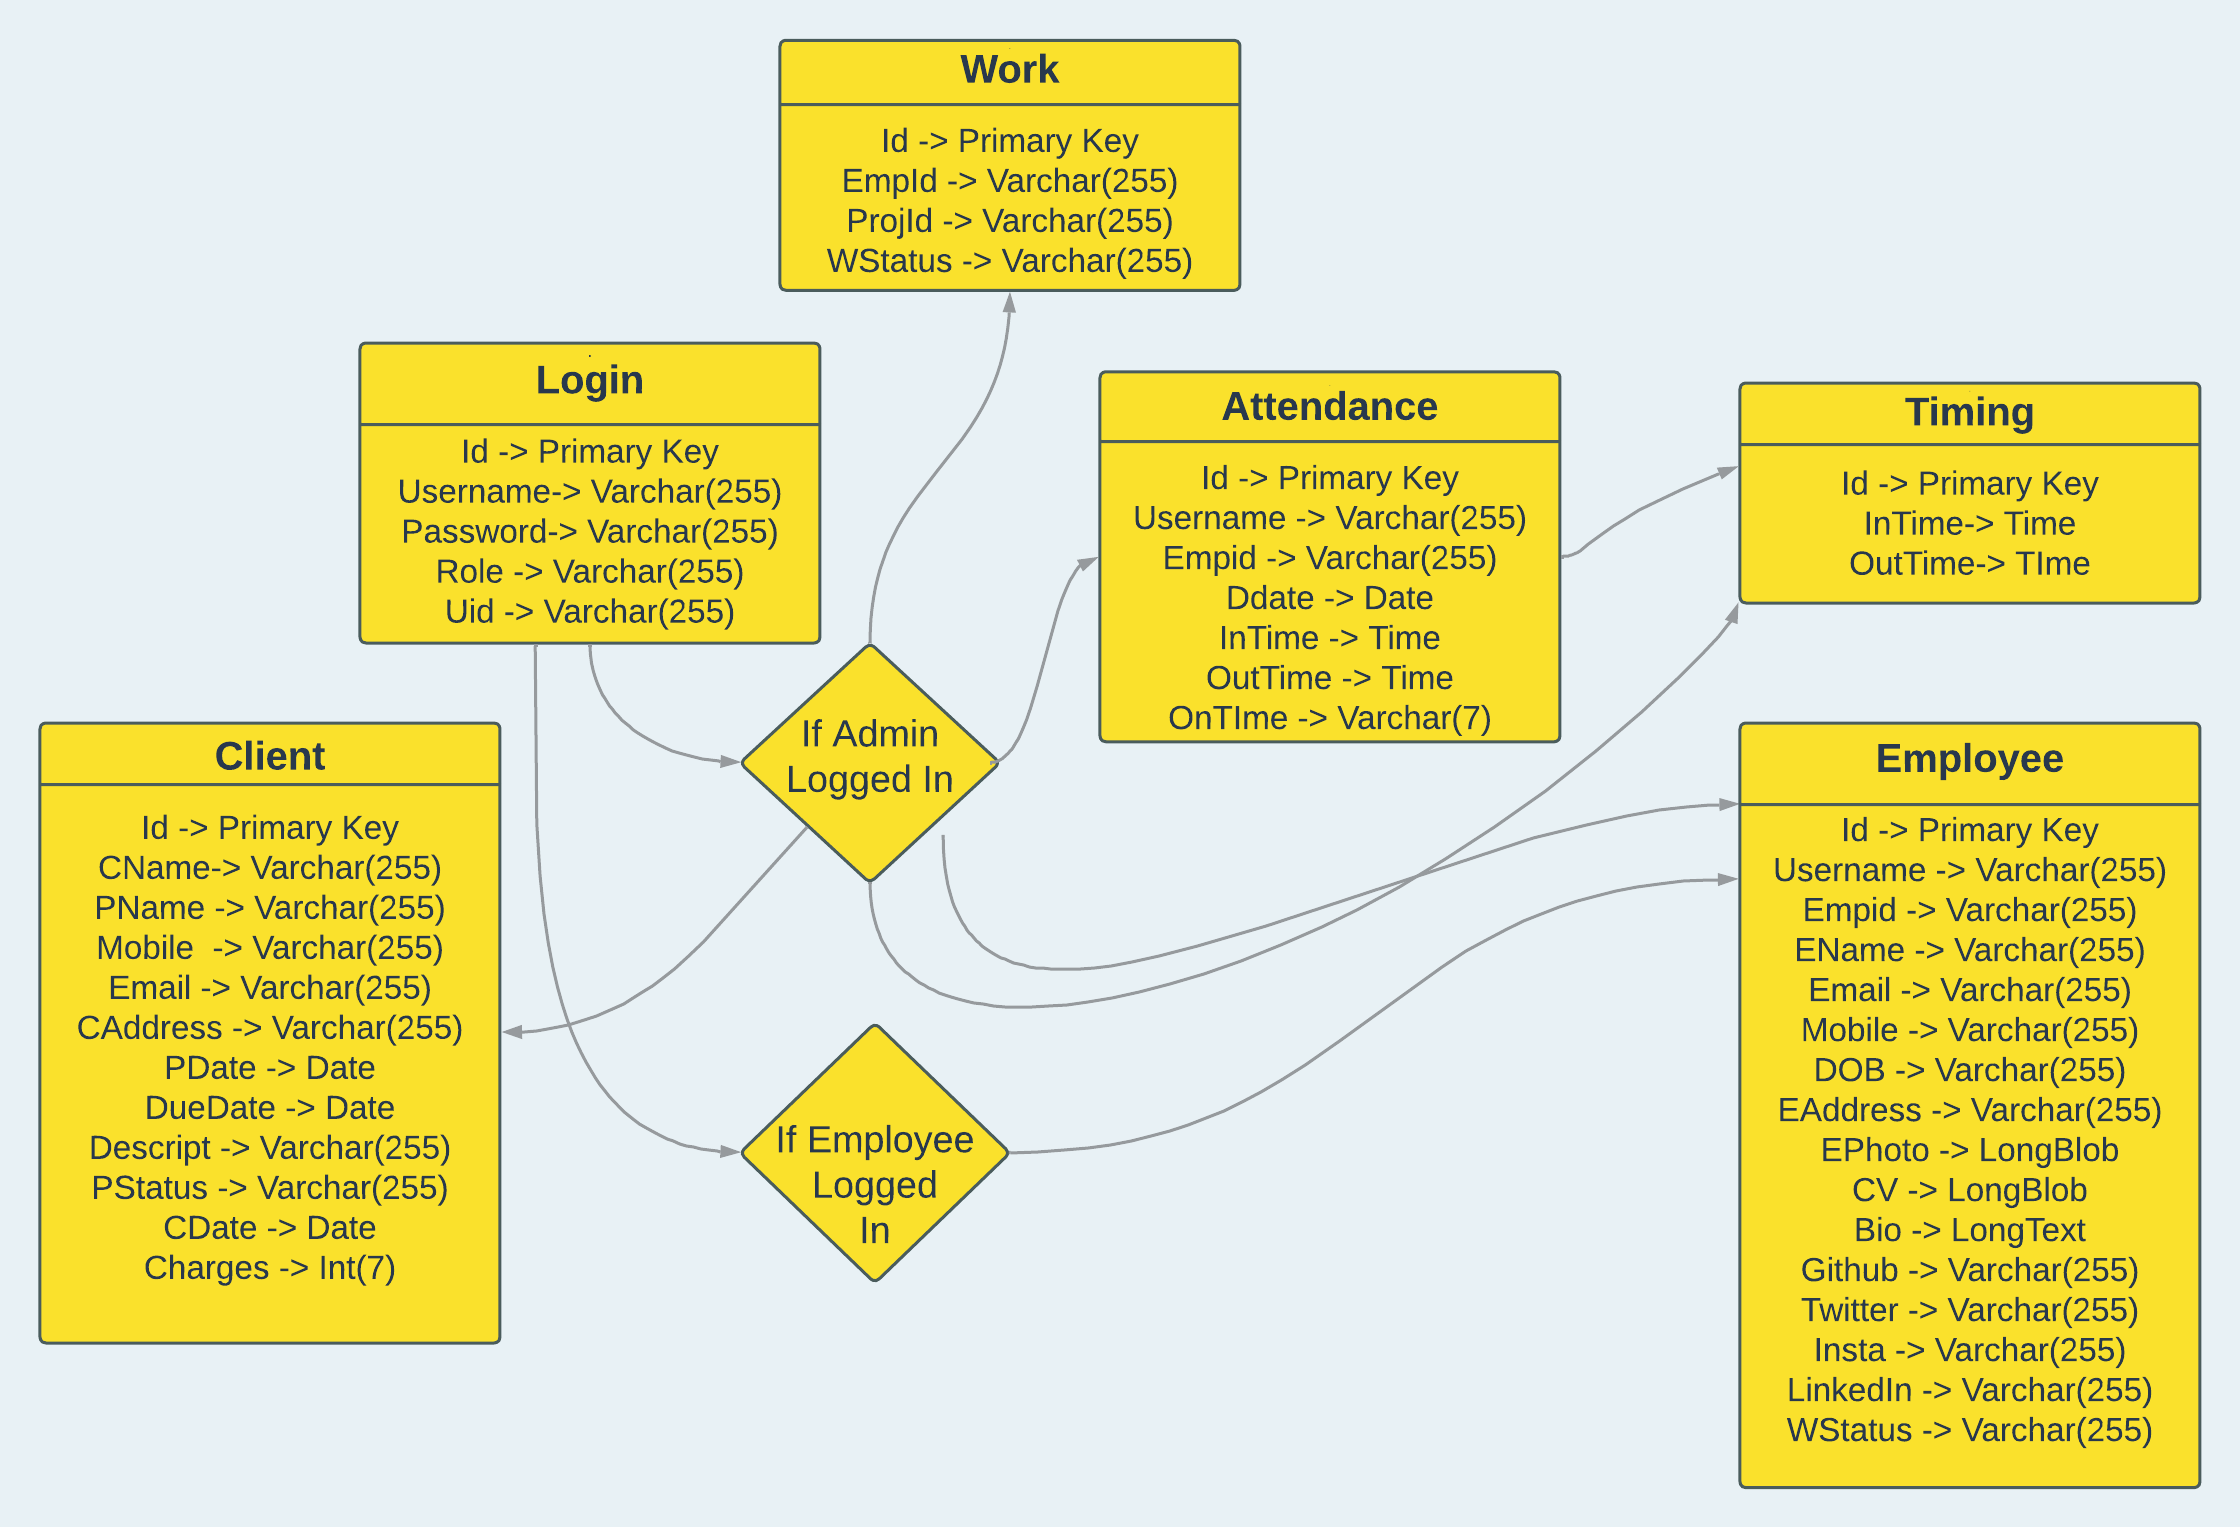 Work
Id -> Primary Key
EmpId -> Varchar(255)
ProjId -> Varchar(255)
WStatus -> Varchar(255)
Login
Id -> Primary Key
Username-> Varchar(255)
Password-> Varchar(255)
Role -> Varchar(255)
Uid -> Varchar(255)
Attendance
Id -> Primary Key
Username -> Varchar(255)
Empid -> Varchar(255)
Ddate -> Date
InTime -> Time
OutTime -> Time
OnTIme -> Varchar(7)
Timing
Id -> Primary Key
InTime-> Time
OutTime-> TIme
If Admin
Logged In
Client
Id -> Primary Key
CName-> Varchar(255)
PName -> Varchar(255)
Mobile  -> Varchar(255)
Email -> Varchar(255)
CAddress -> Varchar(255)
PDate -> Date
DueDate -> Date
Descript -> Varchar(255)
PStatus -> Varchar(255)
CDate -> Date
Charges -> Int(7)
If Employee
Logged
In
Employee
Id -> Primary Key
Username -> Varchar(255)
Empid -> Varchar(255)
EName -> Varchar(255)
Email -> Varchar(255)
Mobile -> Varchar(255)
DOB -> Varchar(255)
EAddress -> Varchar(255)
EPhoto -> LongBlob
CV -> LongBlob
Bio -> LongText
Github -> Varchar(255)
Twitter -> Varchar(255)
Insta -> Varchar(255)
LinkedIn -> Varchar(255)
WStatus -> Varchar(255)